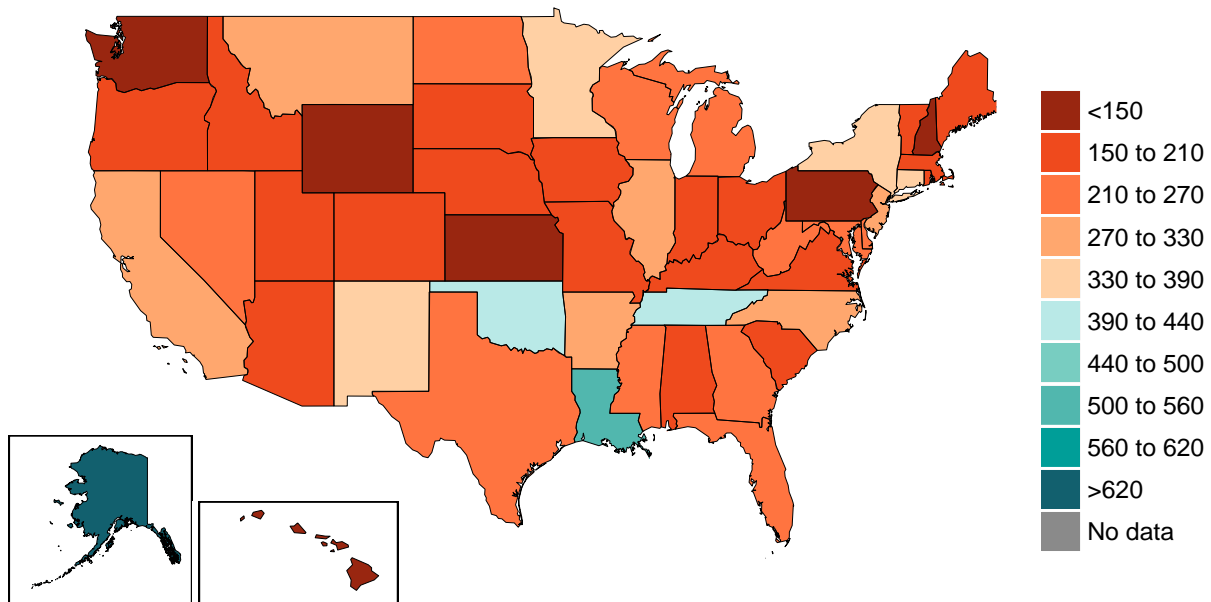 <150
150 to 210
210 to 270
270 to 330
330 to 390
390 to 440
440 to 500
500 to 560
560 to 620
>620
No data